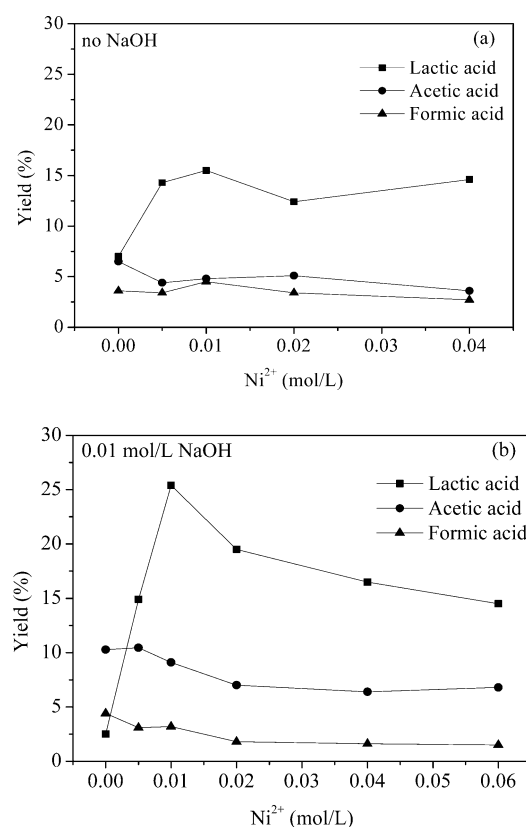 no NaOH
(a)
Lactic acid
Acetic acid
Formic acid
30
25
20
15
10
5
0
Yield (%)
0.00 0.01 0.02 0.03 0.04
Ni²⁺ (mol/L)
0.01 mol/L NaOH
(b)
Lactic acid
Acetic acid
Formic acid
30
25
20
15
10
5
0
Yield (%)
0.00 0.01 0.02 0.03 0.04 0.05 0.06
Ni²⁺ (mol/L)